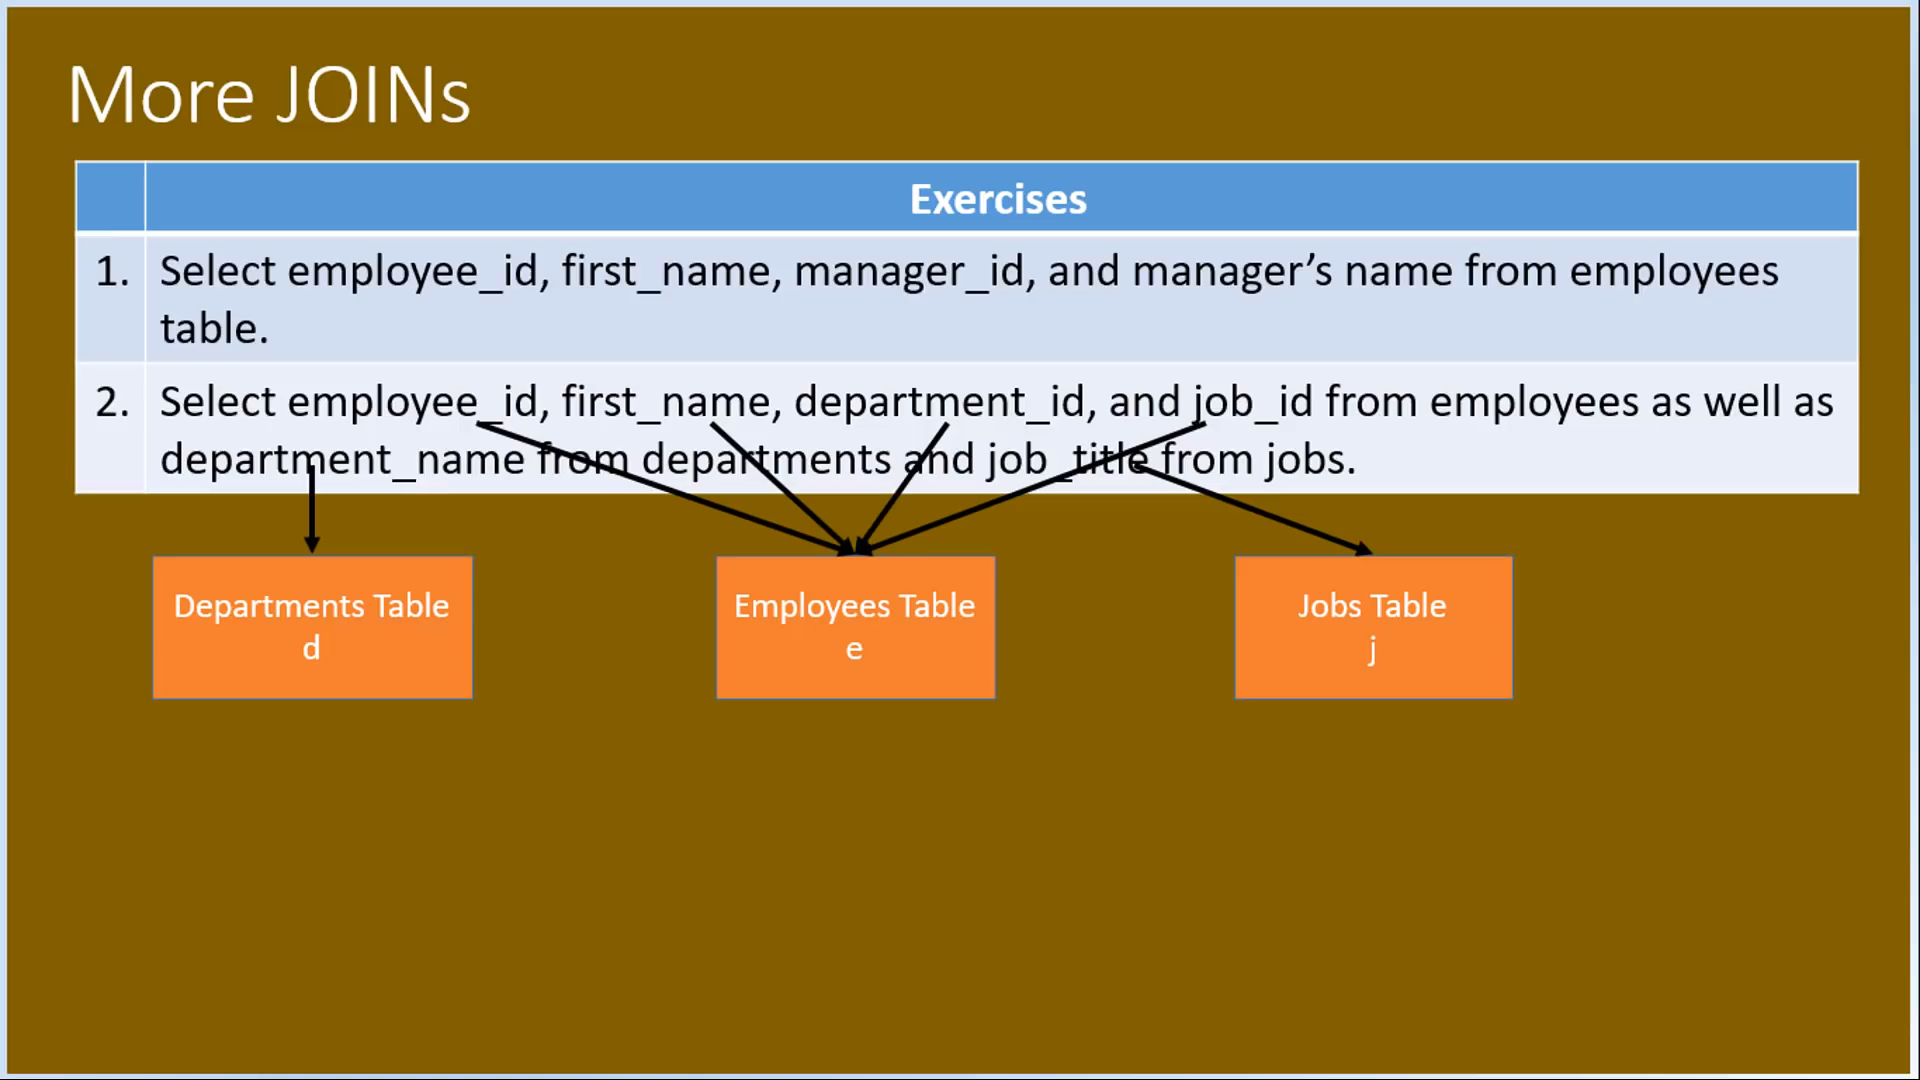 More JOINs
Exercises
1. Select employee_id, first_name, manager_id, and manager’s name from employees
table.
2. Select employee_id, first_name, department_id, and job_id from employees as well as
department_name from departments and job_title from jobs.
Departments Table
d
Employees Table
e
Jobs Table
j